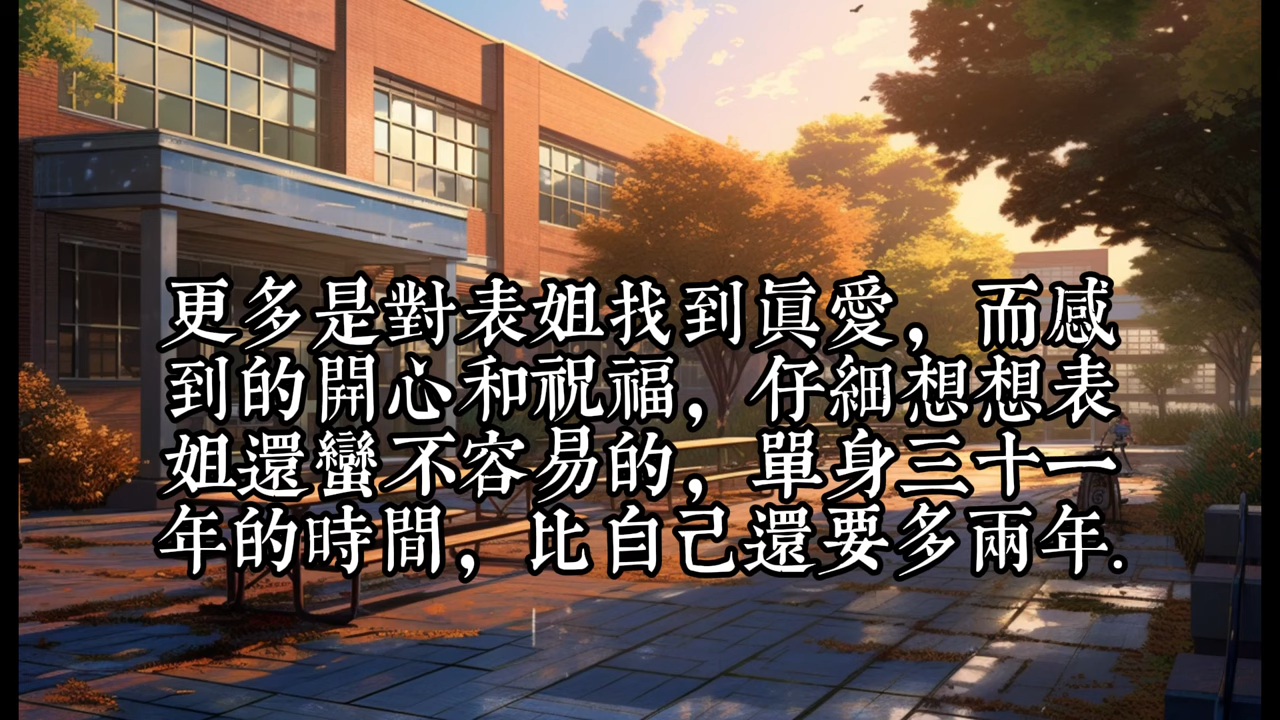 更多是對表姐找到眞愛，而感
到的開心和祝福，仔細想想表
姐還蠻不容易的，單身三十一
年的時間，比自己還要多兩年.